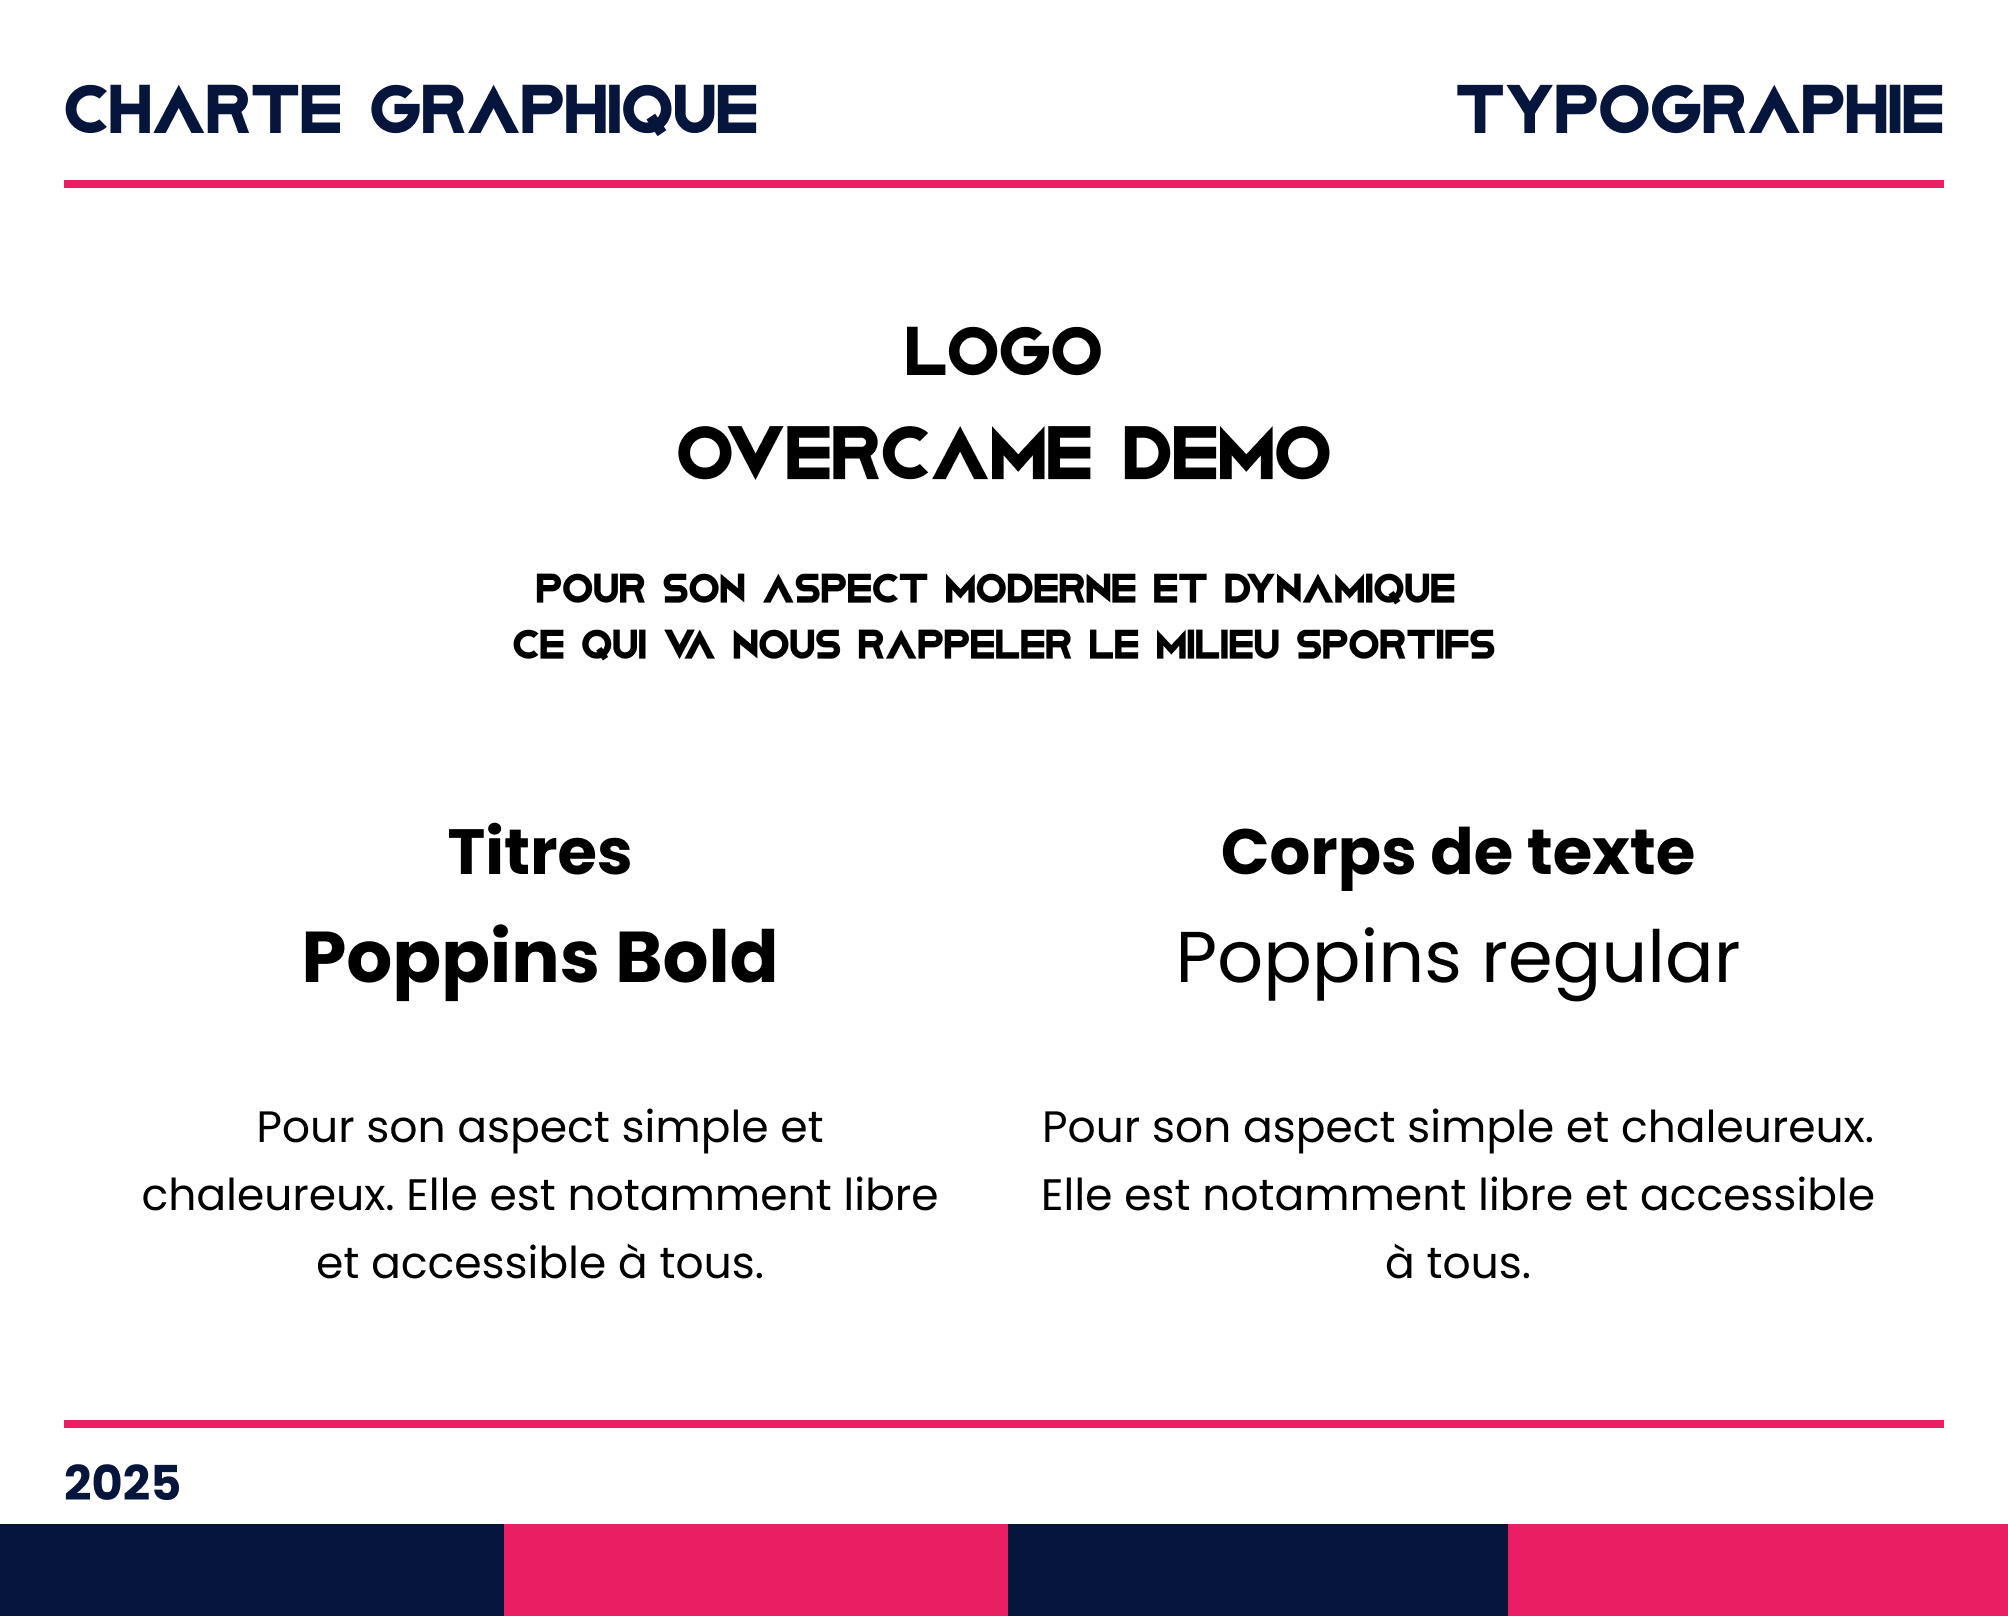 CHARTE GRAPHIQUE
TYPOGRAPHIE
LOGO
OVERCAME DEMO
POUR SON ASPECT MODERNE ET DYNAMIQUE
CE QUI VA NOUS RAPPELER LE MILIEU SPORTIFS
Titres
Poppins Bold
Pour son aspect simple et
chaleureux. Elle est notamment libre
et accessible à tous.
Corps de texte
Poppins regular
Pour son aspect simple et chaleureux.
Elle est notamment libre et accessible
à tous.
2025